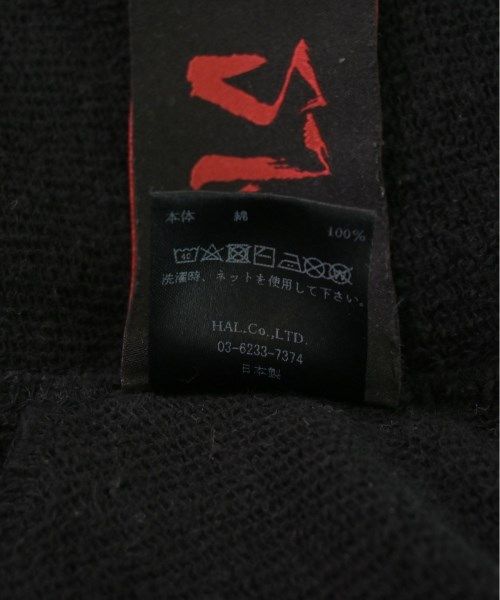 本体 綿
100%
40
洗濯時、ネットを使用して下さい。
HAL.Co.,LTD.
03-6233-7374
日本製